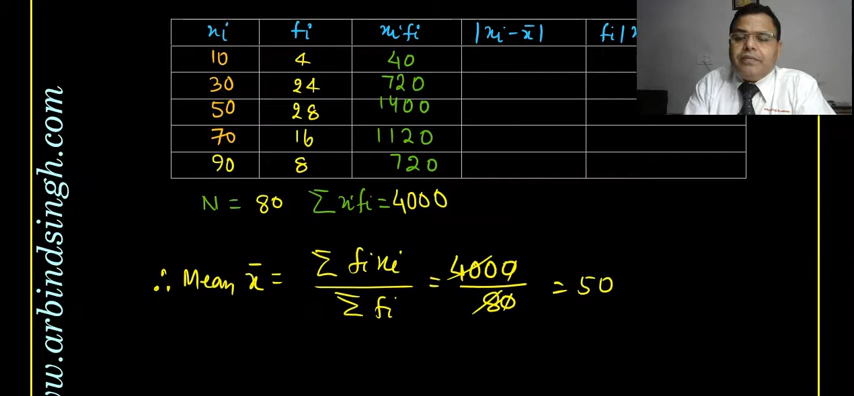 xi fi xifi |xi - x̄| fi|x
10 4 40
30 24 720
50 28 1400
70 16 1120
90 8 720
N = 80 Σxifi = 4000
∴ Mean x̄ = Σfixi / Σfi = 4000 / 80 = 50
ww.arbindsingh.com